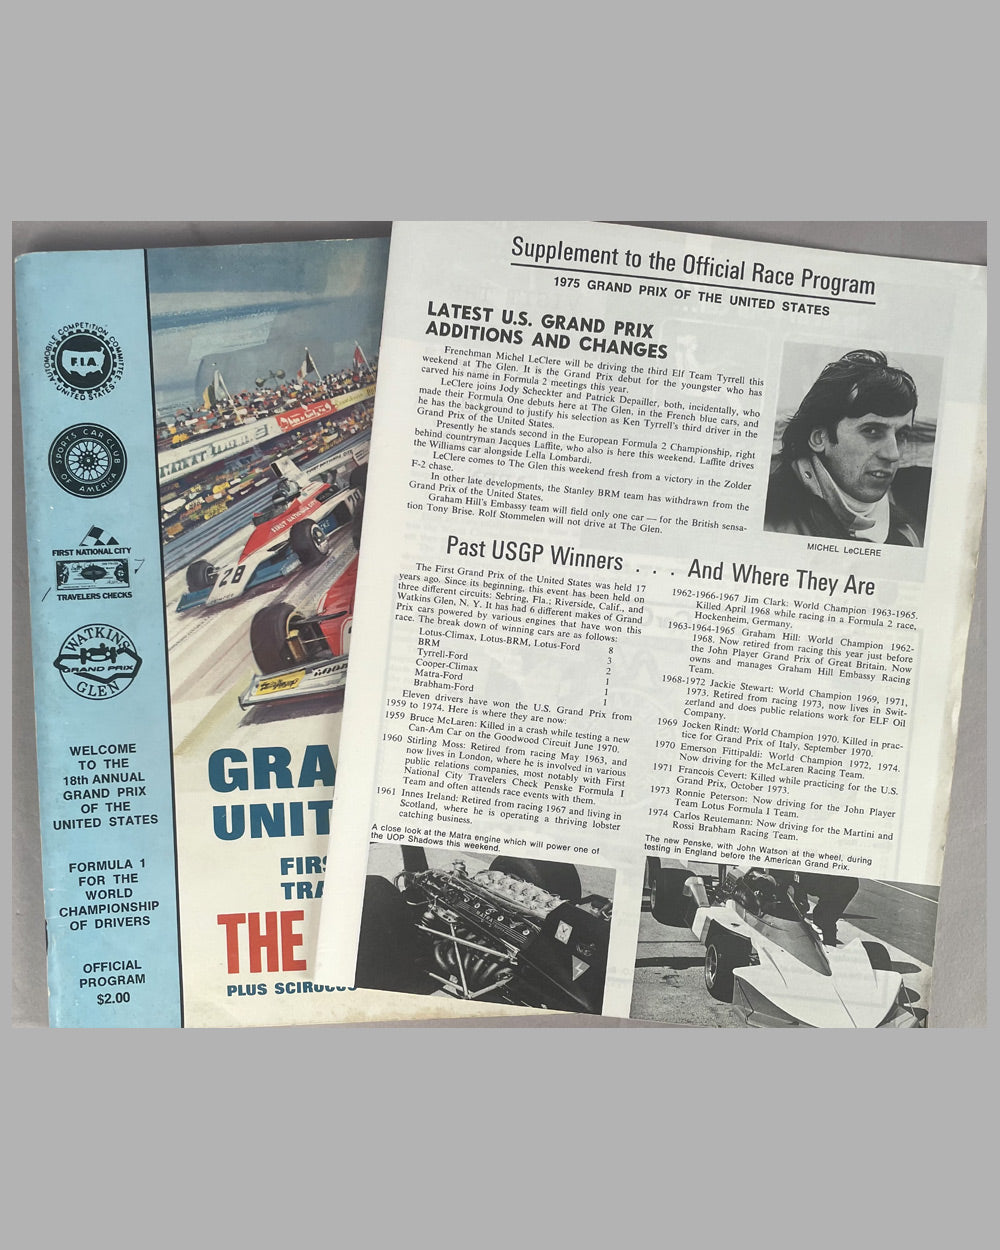 AUTOMOBILE COMPETITION COMMITTEE
F.I.A.
UNITED STATES
SPORTS CAR CLUB
OF AMERICA
FIRST NATIONAL CITY
TRAVELERS CHECKS
WATKINS
GRAND PRIX
GLEN
WELCOME
TO THE
18th ANNUAL
GRAND PRIX
OF THE
UNITED STATES
FORMULA 1
FOR THE
WORLD
CHAMPIONSHIP
OF DRIVERS
OFFICIAL
PROGRAM
$2.00
28
FIRST NATIONAL CITY
GRA
UNIT
FIRS
TRA
THE
PLUS SCIROCCO
Supplement to the Official Race Program
1975 GRAND PRIX OF THE UNITED STATES
LATEST U.S. GRAND PRIX
ADDITIONS AND CHANGES
Frenchman Michel LeClere will be driving the third Elf Team Tyrrell this
weekend at The Glen. It is the Grand Prix debut for the youngster who has
carved his name in Formula 2 meetings this year.
LeClere joins Jody Scheckter and Patrick Depailler, both, incidentally, who
made their Formula One debuts here at The Glen, in the French blue cars, and
he has the background to justify his selection as Ken Tyrrell's third driver in the
Grand Prix of the United States.
Presently he stands second in the European Formula 2 Championship, right
behind countryman Jacques Laffite, who also is here this weekend. Laffite drives
the Williams car alongside Lella Lombardi.
LeClere comes to The Glen this weekend fresh from a victory in the Zolder
F-2 chase.
In other late developments, the Stanley BRM team has withdrawn from the
Grand Prix of the United States.
Graham Hill's Embassy team will field only one car — for the British sensa-
tion Tony Brise. Rolf Stommelen will not drive at The Glen.
MICHEL LeCLERE
Past USGP Winners . . . And Where They Are
The First Grand Prix of the United States was held 17
years ago. Since its beginning, this event has been held on
three different circuits: Sebring, Fla.; Riverside, Calif., and
Watkins Glen, N. Y. It has had 6 different makes of Grand
Prix cars powered by various engines that have won this
race. The break down of winning cars are as follows:
Lotus-Climax, Lotus-BRM, Lotus-Ford 8
BRM 3
Tyrrell-Ford 2
Cooper-Climax 1
Matra-Ford 1
Brabham-Ford 1
Eleven drivers have won the U.S. Grand Prix from
1959 to 1974. Here is where they are now:
1959 Bruce McLaren: Killed in a crash while testing a new
Can-Am Car on the Goodwood Circuit June 1970.
1960 Stirling Moss: Retired from racing May 1963, and
now lives in London, where he is involved in various
public relations companies, most notably with First
National City Travelers Check Penske Formula I
Team and often attends race events with them.
1961 Innes Ireland: Retired from racing 1967 and living in
Scotland, where he is operating a thriving lobster
catching business.
1962-1966-1967 Jim Clark: World Champion 1963-1965.
Killed April 1968 while racing in a Formula 2 race,
Hockenheim, Germany.
1963-1964-1965 Graham Hill: World Champion 1962-
1968. Now retired from racing this year just before
the John Player Grand Prix of Great Britain. Now
owns and manages Graham Hill Embassy Racing
Team.
1968-1972 Jackie Stewart: World Champion 1969, 1971,
1973. Retired from racing 1973, now lives in Swit-
zerland and does public relations work for ELF Oil
Company.
1969 Jocken Rindt: World Champion 1970. Killed in prac-
tice for Grand Prix of Italy, September 1970.
1970 Emerson Fittipaldi: World Champion 1972, 1974.
Now driving for the McLaren Racing Team.
1971 Francois Cevert: Killed while practicing for the U.S.
Grand Prix, October 1973.
1973 Ronnie Peterson: Now driving for the John Player
Team Lotus Formula I Team.
1974 Carlos Reutemann: Now driving for the Martini and
Rossi Brabham Racing Team.
A close look at the Matra engine which will power one of
the UOP Shadows this weekend.
The new Penske, with John Watson at the wheel, during
testing in England before the American Grand Prix.